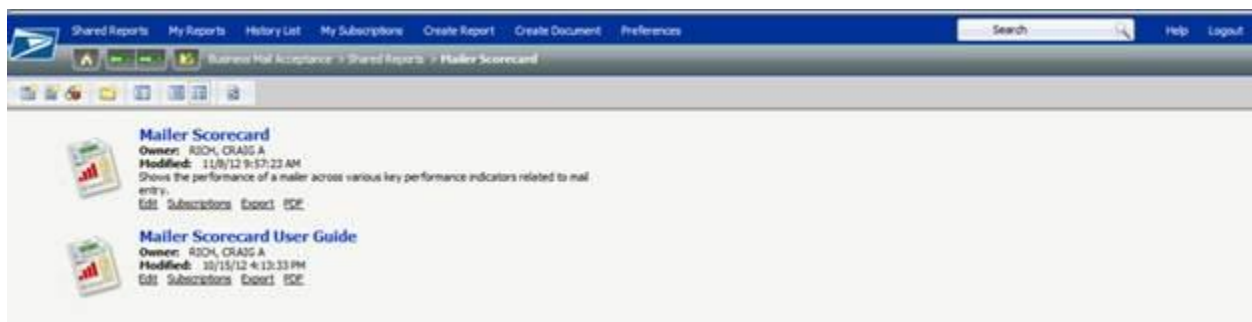 Shared Reports My Reports History List My Subscriptions Create Report Create Document Preferences Search Help Logout
Business Mail Acceptance > Shared Reports > Mailer Scorecard
Mailer Scorecard
Owner: RICH, CRAIG A
Modified: 11/8/12 9:57:23 AM
Shows the performance of a mailer across various key performance indicators related to mail
entry.
Edit Subscriptions Export PDF
Mailer Scorecard User Guide
Owner: RICH, CRAIG A
Modified: 10/15/12 4:13:33 PM
Edit Subscriptions Export PDF